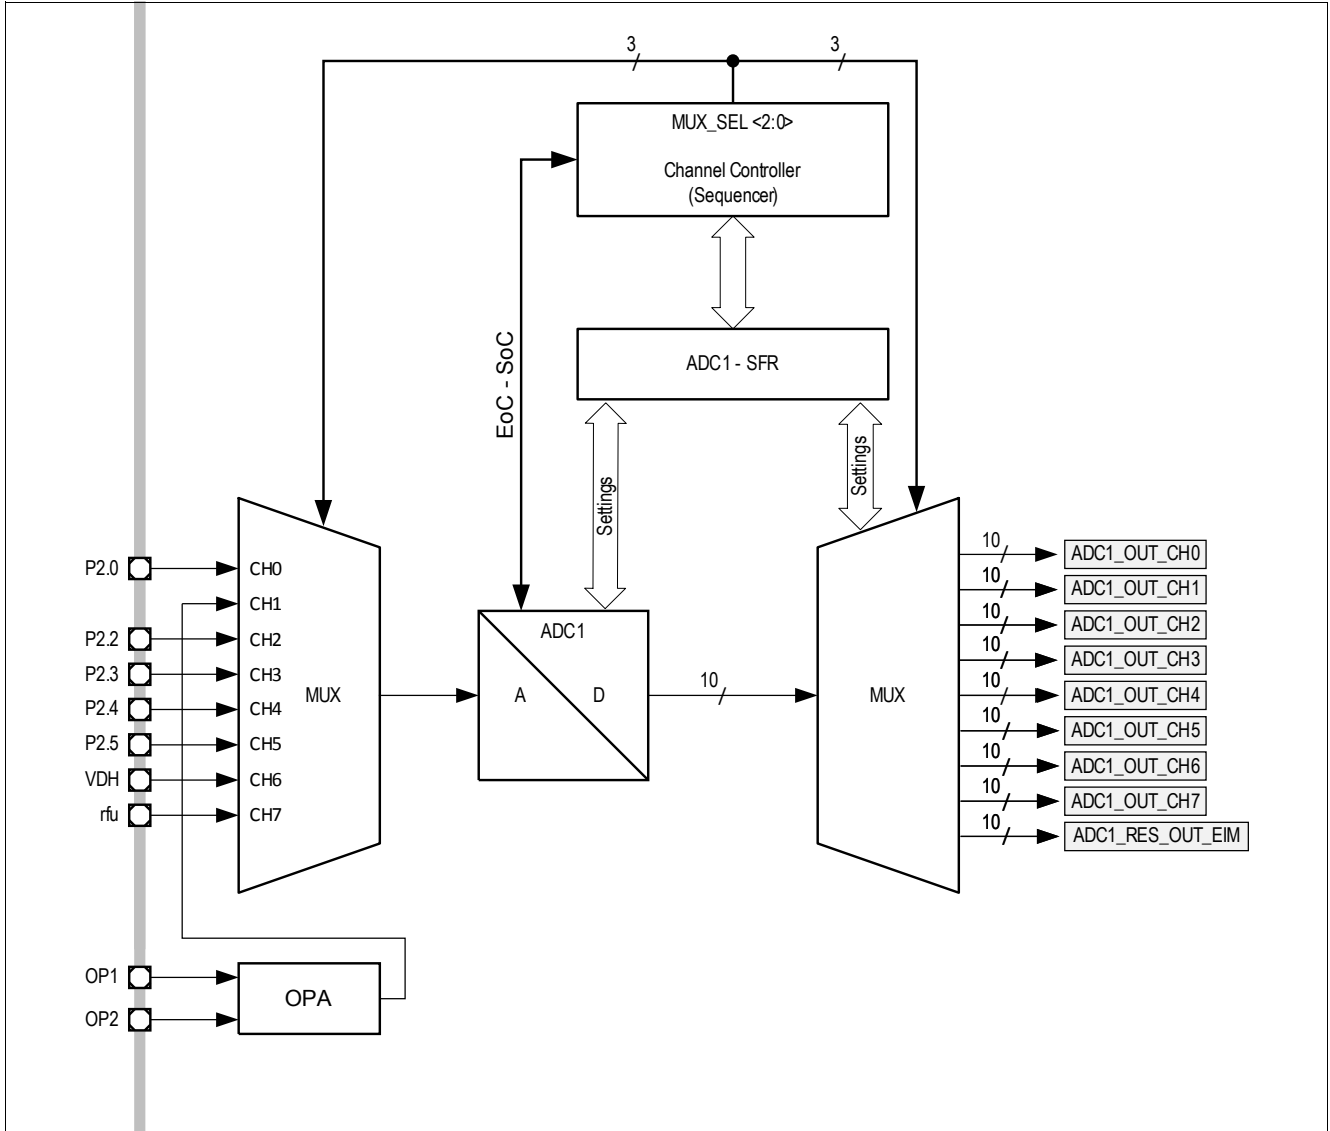 3
3
MUX_SEL <2:0>
Channel Controller
(Sequencer)
EoC - SoC
ADC1 - SFR
Settings
Settings
P2.0
P2.2
P2.3
P2.4
P2.5
VDH
rfu
CH0
CH1
CH2
CH3
CH4
CH5
CH6
CH7
MUX
ADC1
A
D
10
MUX
10
ADC1_OUT_CH0
10
ADC1_OUT_CH1
10
ADC1_OUT_CH2
10
ADC1_OUT_CH3
10
ADC1_OUT_CH4
10
ADC1_OUT_CH5
10
ADC1_OUT_CH6
10
ADC1_OUT_CH7
10
ADC1_RES_OUT_EIM
OP1
OP2
OPA